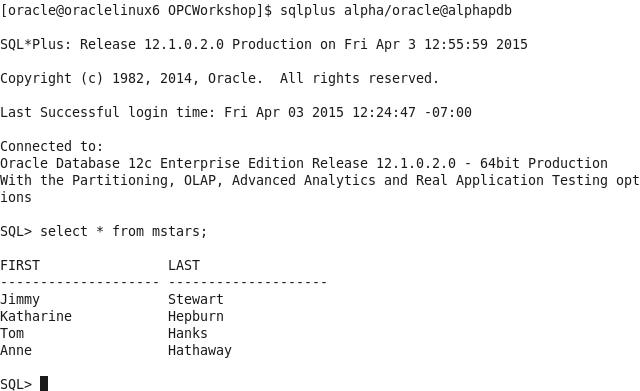 [oracle@oraclelinux6 OPCWorkshop]$ sqlplus alpha/oracle@alphapdb
SQL*Plus: Release 12.1.0.2.0 Production on Fri Apr 3 12:55:59 2015
Copyright (c) 1982, 2014, Oracle.  All rights reserved.
Last Successful login time: Fri Apr 03 2015 12:24:47 -07:00
Connected to:
Oracle Database 12c Enterprise Edition Release 12.1.0.2.0 - 64bit Production
With the Partitioning, OLAP, Advanced Analytics and Real Application Testing opt
ions
SQL> select * from mstars;
FIRST                LAST
-------------------- --------------------
Jimmy                Stewart
Katharine            Hepburn
Tom                  Hanks
Anne                 Hathaway
SQL>